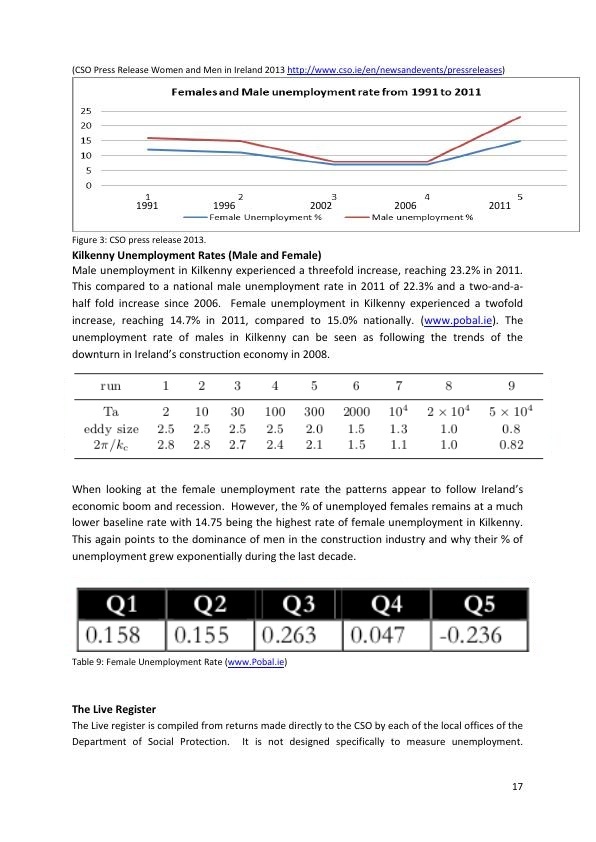 (CSO Press Release Women and Men in Ireland 2013 http://www.cso.ie/en/newsandevents/pressreleases)
Females and Male unemployment rate from 1991 to 2011
25
20
15
10
5
0
1 2 3 4 5
1991 1996 2002 2006 2011
Female Unemployment % Male unemployment %
Figure 3: CSO press release 2013.
Kilkenny Unemployment Rates (Male and Female)
Male unemployment in Kilkenny experienced a threefold increase, reaching 23.2% in 2011.
This compared to a national male unemployment rate in 2011 of 22.3% and a two-and-a-
half fold increase since 2006. Female unemployment in Kilkenny experienced a twofold
increase, reaching 14.7% in 2011, compared to 15.0% nationally. (www.pobal.ie). The
unemployment rate of males in Kilkenny can be seen as following the trends of the
downturn in Ireland's construction economy in 2008.
run 1 2 3 4 5 6 7 8 9
Ta 2 10 30 100 300 2000 10⁴ 2 × 10⁴ 5 × 10⁴
eddy size 2.5 2.5 2.5 2.5 2.0 1.5 1.3 1.0 0.8
2π/k_c 2.8 2.8 2.7 2.4 2.1 1.5 1.1 1.0 0.82
When looking at the female unemployment rate the patterns appear to follow Ireland's
economic boom and recession. However, the % of unemployed females remains at a much
lower baseline rate with 14.75 being the highest rate of female unemployment in Kilkenny.
This again points to the dominance of men in the construction industry and why their % of
unemployment grew exponentially during the last decade.
Q1 Q2 Q3 Q4 Q5
0.158 0.155 0.263 0.047 -0.236
Table 9: Female Unemployment Rate (www.Pobal.ie)
The Live Register
The Live register is compiled from returns made directly to the CSO by each of the local offices of the
Department of Social Protection. It is not designed specifically to measure unemployment.
17